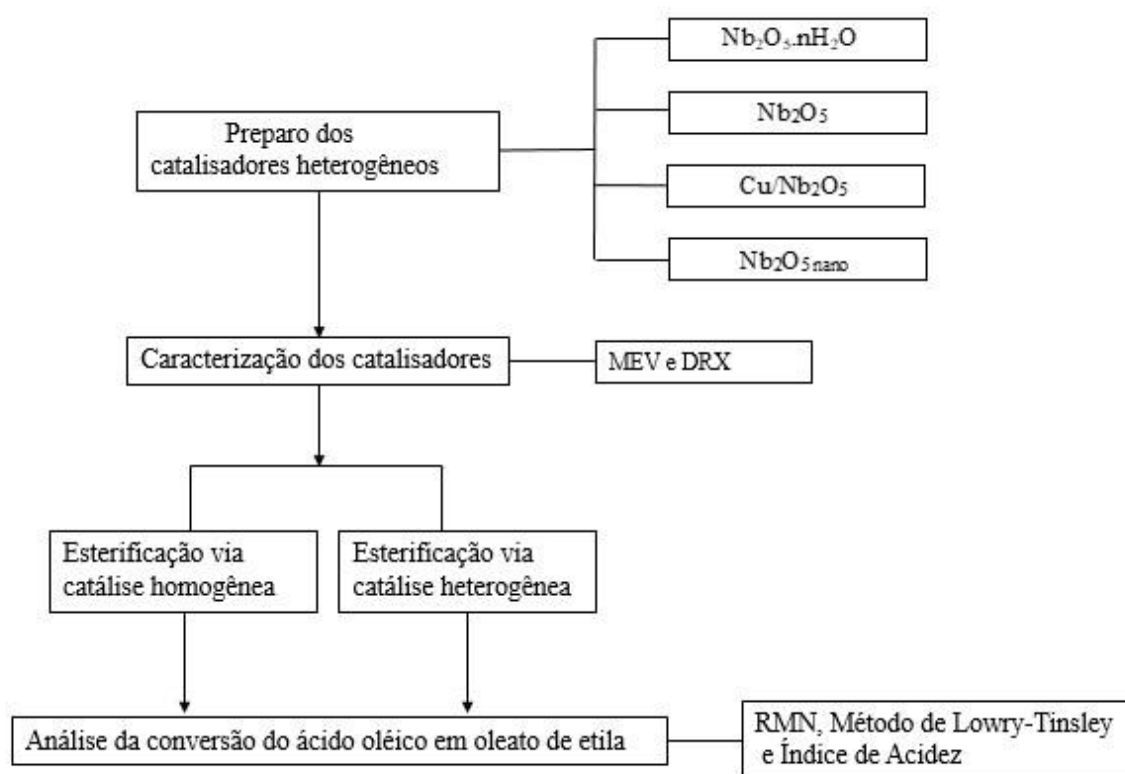 Nb₂O₅.nH₂O
Nb₂O₅
Preparo dos
catalisadores heterogêneos
Cu/Nb₂O₅
Nb₂O₅ nano
Caracterização dos catalisadores
MEV e DRX
Esterificação via
catálise homogênea
Esterificação via
catálise heterogênea
Análise da conversão do ácido oléico em oleato de etila
RMN, Método de Lowry-Tinsley
e Índice de Acidez